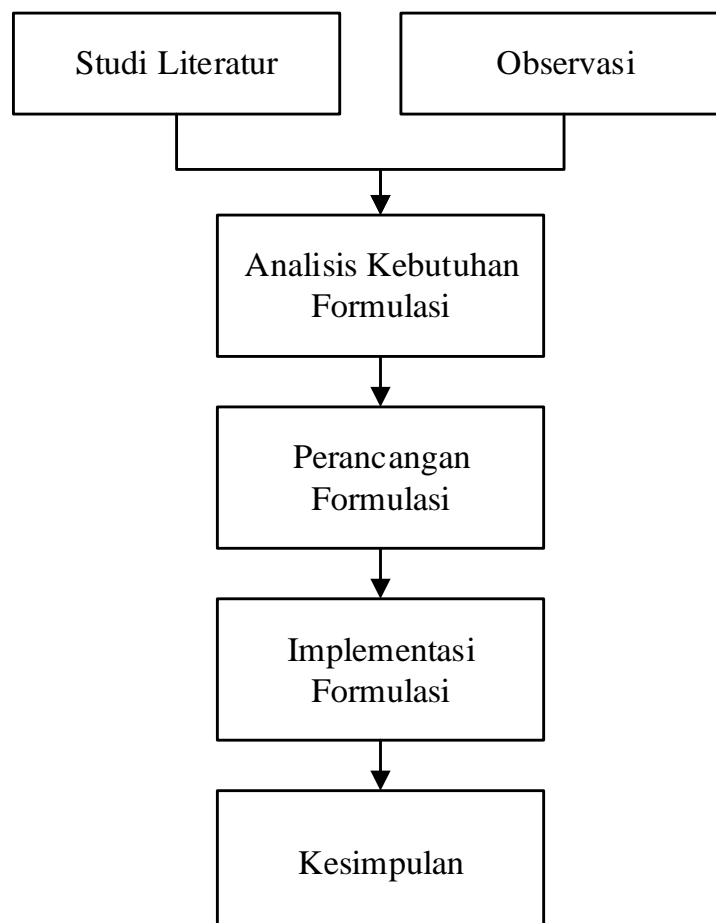 Studi Literatur
Observasi
Analisis Kebutuhan
Formulasi
Perancangan
Formulasi
Implementasi
Formulasi
Kesimpulan